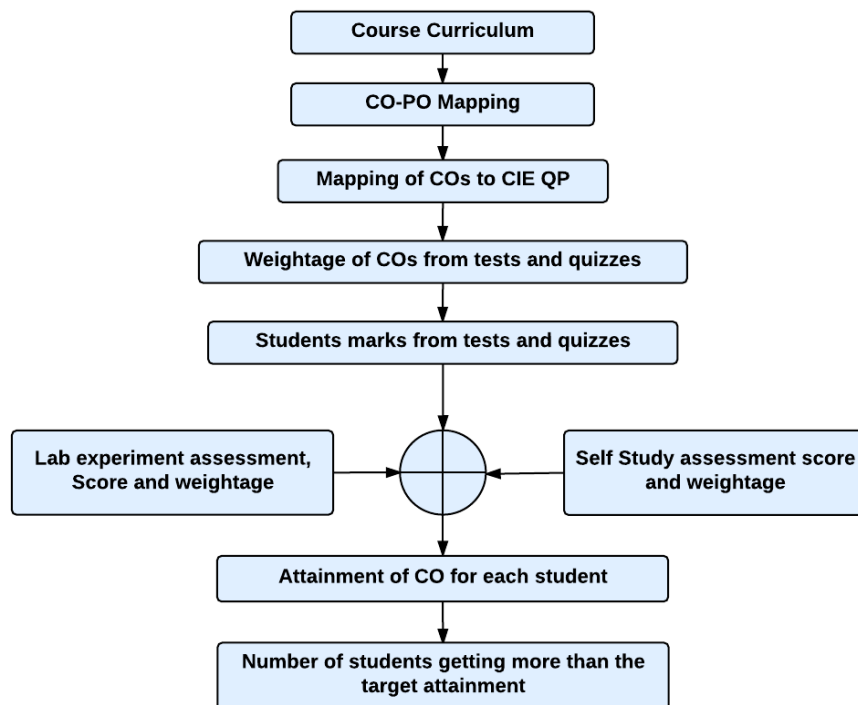 Course Curriculum
CO-PO Mapping
Mapping of COs to CIE QP
Weightage of COs from tests and quizzes
Students marks from tests and quizzes
Lab experiment assessment,
Score and weightage
Self Study assessment score
and weightage
Attainment of CO for each student
Number of students getting more than the
target attainment